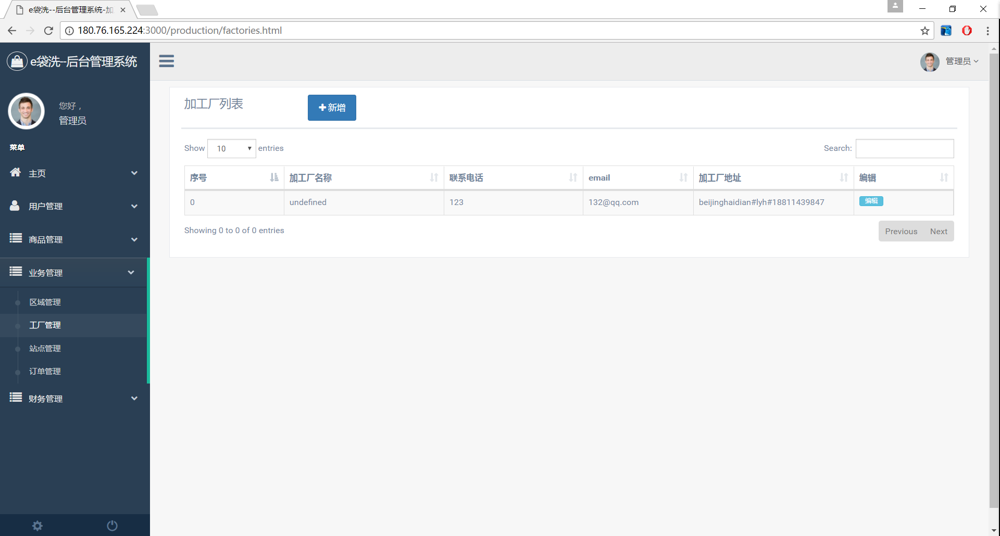 e袋洗--后台管理系统-加
180.76.165.224:3000/production/factories.html
e袋洗--后台管理系统
管理员
您好，
管理员
菜单
主页
用户管理
商品管理
业务管理
区域管理
工厂管理
站点管理
订单管理
财务管理
加工厂列表
新增
Show 10 entries
Search:
序号 加工厂名称 联系电话 email 加工厂地址 编辑
0 undefined 123 132@qq.com beijinghaidian#lyh#18811439847 编辑
Showing 0 to 0 of 0 entries
Previous Next